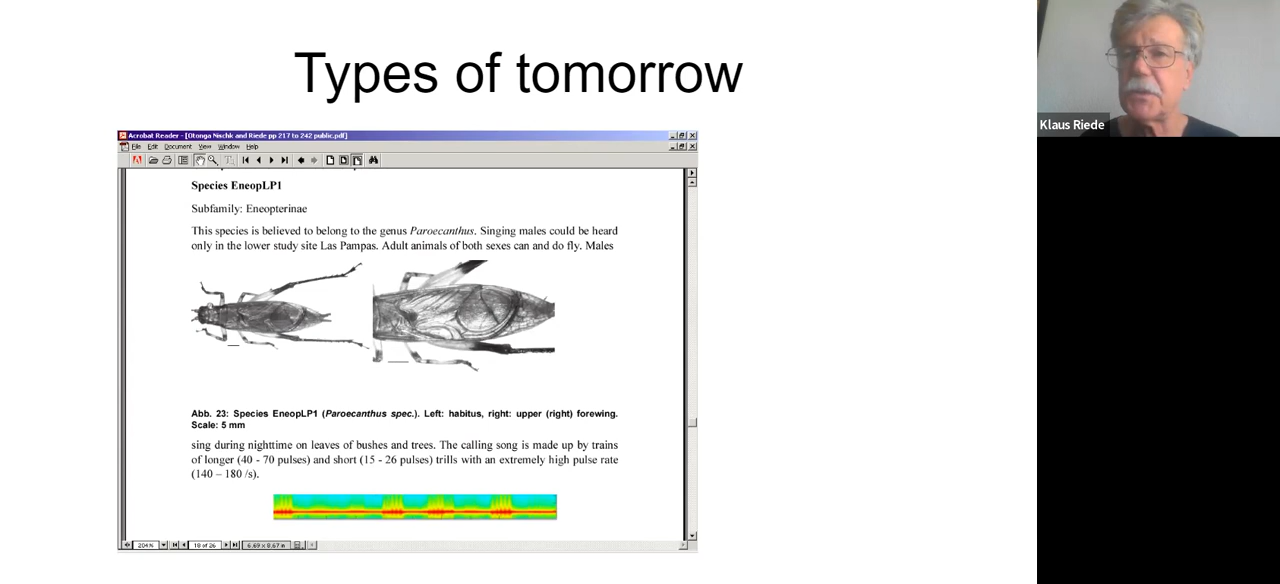 Types of tomorrow
Klaus Riede
Acrobat Reader - [Otonga Nischk and Riede pp 217 to 242 public.pdf]
File Edit Document View Window Help
Species EneopLP1
Subfamily: Eneopterinae
This species is believed to belong to the genus Paroecanthus. Singing males could be heard
only in the lower study site Las Pampas. Adult animals of both sexes can and do fly. Males
Abb. 23: Species EneopLP1 (Paroecanthus spec.). Left: habitus, right: upper (right) forewing.
Scale: 5 mm
sing during nighttime on leaves of bushes and trees. The calling song is made up by trains
of longer (40 - 70 pulses) and short (15 - 26 pulses) trills with an extremely high pulse rate
(140 – 180 /s).
204% 18 of 26 6.69 x 8.67 in